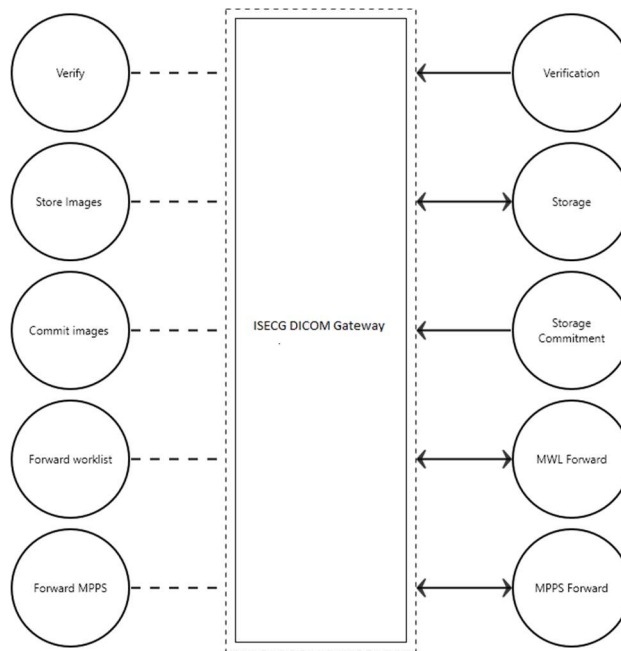 Verify
Verification
Store Images
Storage
Commit images
ISECG DICOM Gateway
Storage
Commitment
Forward worklist
MWL Forward
Forward MPPS
MPPS Forward